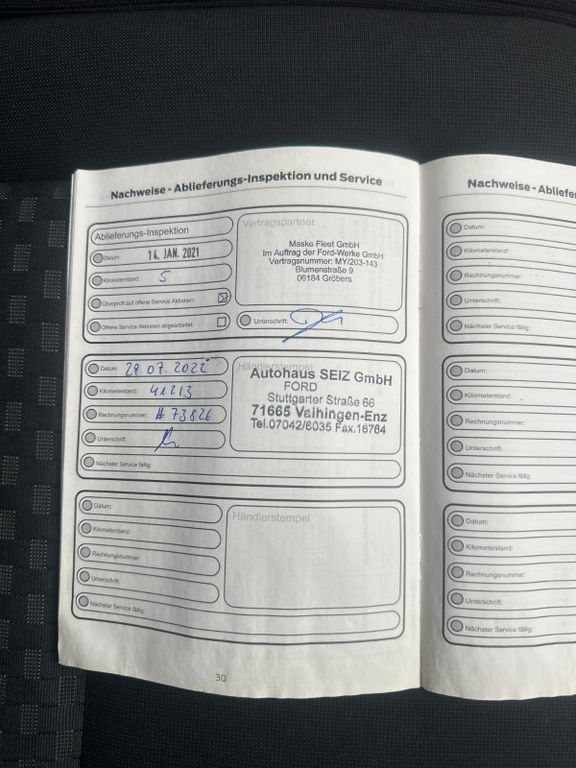 Nachweise - Ablieferungs-Inspektion und Service
Ablieferungs-Inspektion
Datum: 14. JAN. 2021
Kilometerstand: 5
Überprüft auf offene Service Aktionen:
Offene Service Aktionen abgearbeitet:
Vertragspartner
Maske Fleet GmbH
Im Auftrag der Ford-Werke GmbH
Vertragsnummer: MY/203-143
Blumenstraße 9
06184 Gröbers
Unterschrift:
Datum: 29.07.2022
Kilometerstand: 41213
Rechnungsnummer: #73826
Unterschrift:
Nächster Service fällig:
Händlerstempel
Autohaus SEIZ GmbH
FORD
Stuttgarter Straße 66
71665 Vaihingen-Enz
Tel.07042/6035 Fax.16764
Datum:
Kilometerstand:
Rechnungsnummer:
Unterschrift:
Nächster Service fällig:
Händlerstempel
30
Nachweise - Abliefe
Datum:
Kilometerstand:
Rechnungsnummer:
Unterschrift:
Nächster Service fällig:
Datum:
Kilometerstand:
Rechnungsnummer:
Unterschrift:
Nächster Service fällig:
Datum:
Kilometerstand:
Rechnungsnummer:
Unterschrift:
Nächster Service fällig: